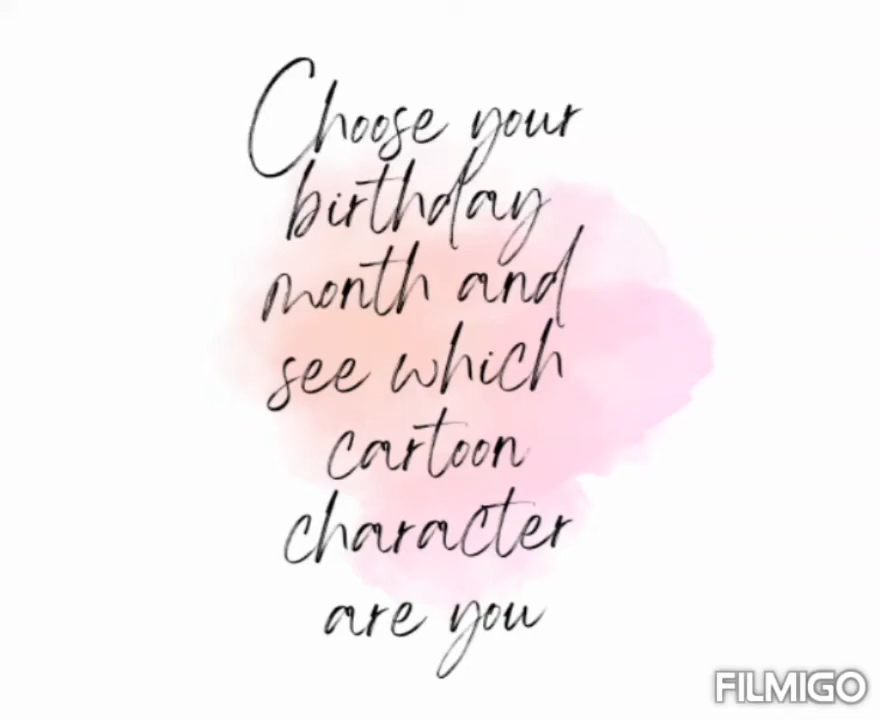 Choose your
birthday
month and
see which
cartoon
character
are you
FILMIGO